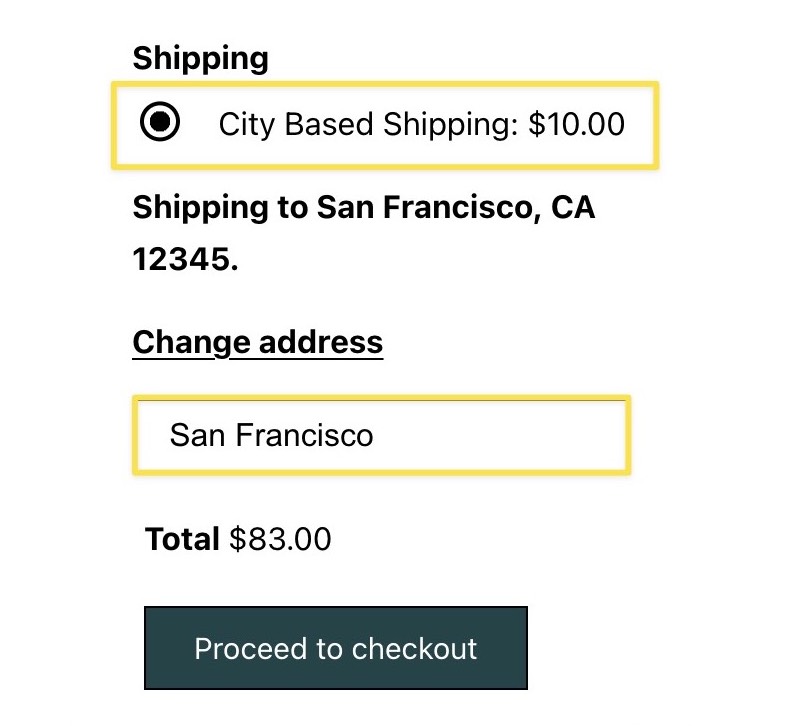 Shipping
City Based Shipping: $10.00
Shipping to San Francisco, CA
12345.
Change address
San Francisco
Total $83.00
Proceed to checkout